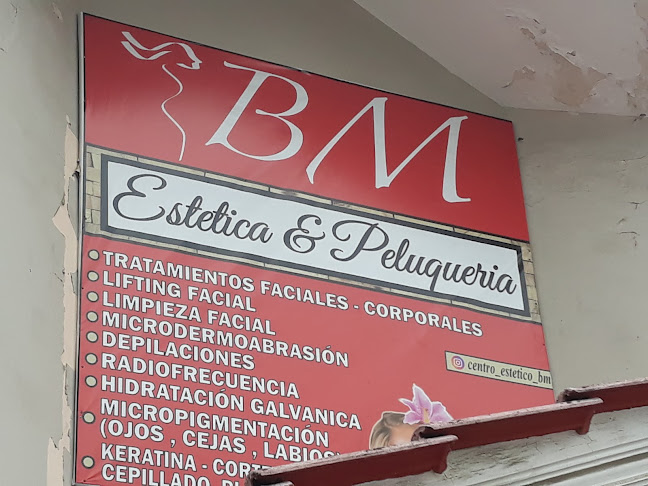 BM
Estetica & Peluqueria
TRATAMIENTOS FACIALES - CORPORALES
LIFTING FACIAL
LIMPIEZA FACIAL
MICRODERMOABRASIÓN
DEPILACIONES
RADIOFRECUENCIA
HIDRATACIÓN GALVANICA
MICROPIGMENTACIÓN
(OJOS , CEJAS , LABIOS
KERATINA - CORTE
CEPILLADO
centro_estetico_bm